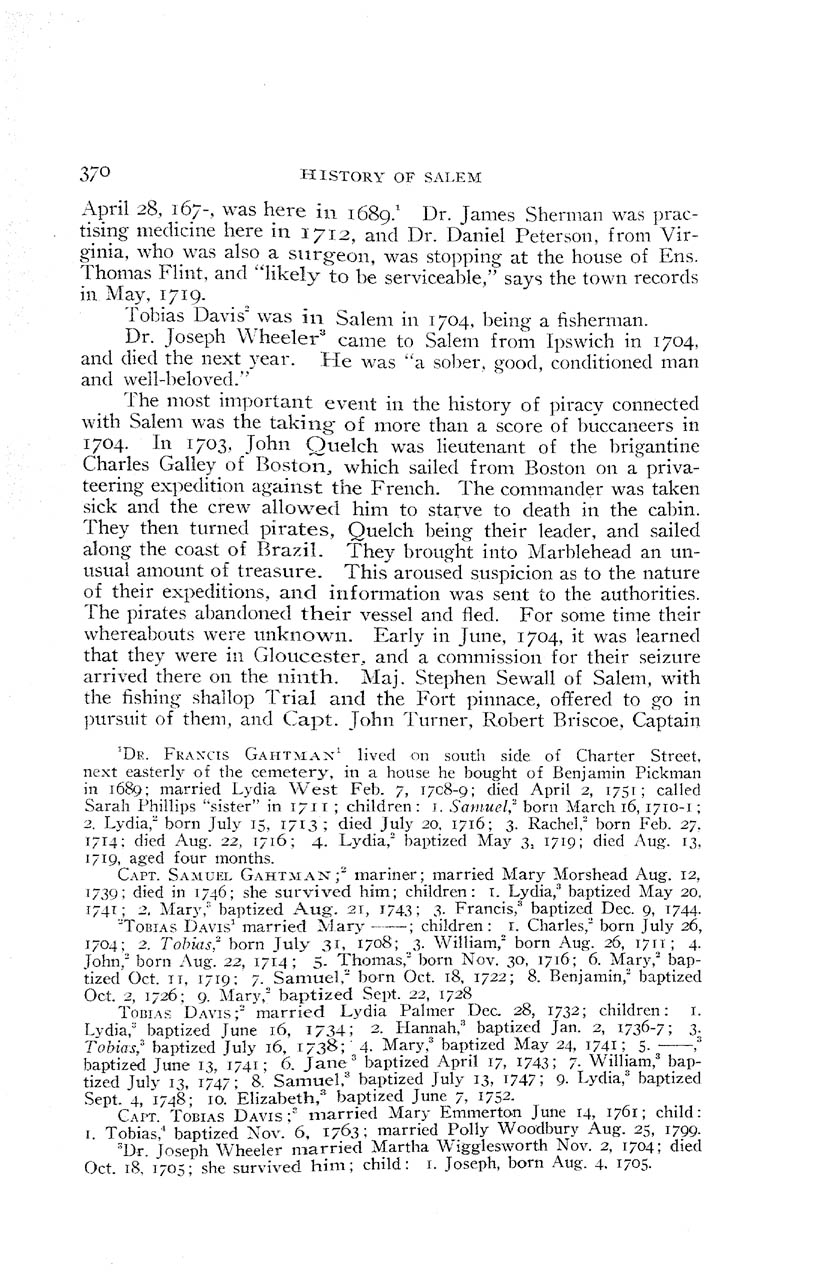 370 HISTORY OF SALEM
April 28, 167-, was here in 1689.¹ Dr. James Sherman was prac-
tising medicine here in 1712, and Dr. Daniel Peterson, from Vir-
ginia, who was also a surgeon, was stopping at the house of Ens.
Thomas Flint, and “likely to be serviceable,” says the town records
in May, 1719.
Tobias Davis² was in Salem in 1704, being a fisherman.
Dr. Joseph Wheeler³ came to Salem from Ipswich in 1704,
and died the next year. He was “a sober, good, conditioned man
and well-beloved.”
The most important event in the history of piracy connected
with Salem was the taking of more than a score of buccaneers in
1704. In 1703, John Quelch was lieutenant of the brigantine
Charles Galley of Boston, which sailed from Boston on a priva-
teering expedition against the French. The commander was taken
sick and the crew allowed him to starve to death in the cabin.
They then turned pirates, Quelch being their leader, and sailed
along the coast of Brazil. They brought into Marblehead an un-
usual amount of treasure. This aroused suspicion as to the nature
of their expeditions, and information was sent to the authorities.
The pirates abandoned their vessel and fled. For some time their
whereabouts were unknown. Early in June, 1704, it was learned
that they were in Gloucester, and a commission for their seizure
arrived there on the ninth. Maj. Stephen Sewall of Salem, with
the fishing shallop Trial and the Fort pinnace, offered to go in
pursuit of them, and Capt. John Turner, Robert Briscoe, Captain
¹DR. FRANCIS GAHTMAN¹ lived on south side of Charter Street,
next easterly of the cemetery, in a house he bought of Benjamin Pickman
in 1689; married Lydia West Feb. 7, 1708-9; died April 2, 1751; called
Sarah Phillips “sister” in 1711; children: 1. Samuel,² born March 16, 1710-1;
2. Lydia,² born July 15, 1713; died July 20, 1716; 3. Rachel,² born Feb. 27,
1714; died Aug. 22, 1716; 4. Lydia,² baptized May 3, 1719; died Aug. 13,
1719, aged four months.
CAPT. SAMUEL GAHTMAN;² mariner; married Mary Morshead Aug. 12,
1739; died in 1746; she survived him; children: 1. Lydia,³ baptized May 20,
1741; 2. Mary,³ baptized Aug. 21, 1743; 3. Francis,³ baptized Dec. 9, 1744.
²TOBIAS DAVIS¹ married Mary ——; children: 1. Charles,² born July 26,
1704; 2. Tobias,² born July 31, 1708; 3. William,² born Aug. 26, 1711; 4.
John,² born Aug. 22, 1714; 5. Thomas,² born Nov. 30, 1716; 6. Mary,² bap-
tized Oct. 11, 1719; 7. Samuel,² born Oct. 18, 1722; 8. Benjamin,² baptized
Oct. 2, 1726; 9. Mary,² baptized Sept. 22, 1728
TOBIAS DAVIS;² married Lydia Palmer Dec. 28, 1732; children: 1.
Lydia,³ baptized June 16, 1734; 2. Hannah,³ baptized Jan. 2, 1736-7; 3.
Tobias,³ baptized July 16, 1738; 4. Mary,³ baptized May 24, 1741; 5. ——,³
baptized June 13, 1741; 6. Jane³ baptized April 17, 1743; 7. William,³ bap-
tized July 13, 1747; 8. Samuel,³ baptized July 13, 1747; 9. Lydia,³ baptized
Sept. 4, 1748; 10. Elizabeth,³ baptized June 7, 1752.
CAPT. TOBIAS DAVIS;³ married Mary Emmerton June 14, 1761; child:
1. Tobias,⁴ baptized Nov. 6, 1763; married Polly Woodbury Aug. 25, 1799.
³Dr. Joseph Wheeler married Martha Wigglesworth Nov. 2, 1704; died
Oct. 18, 1705; she survived him; child: 1. Joseph, born Aug. 4, 1705.